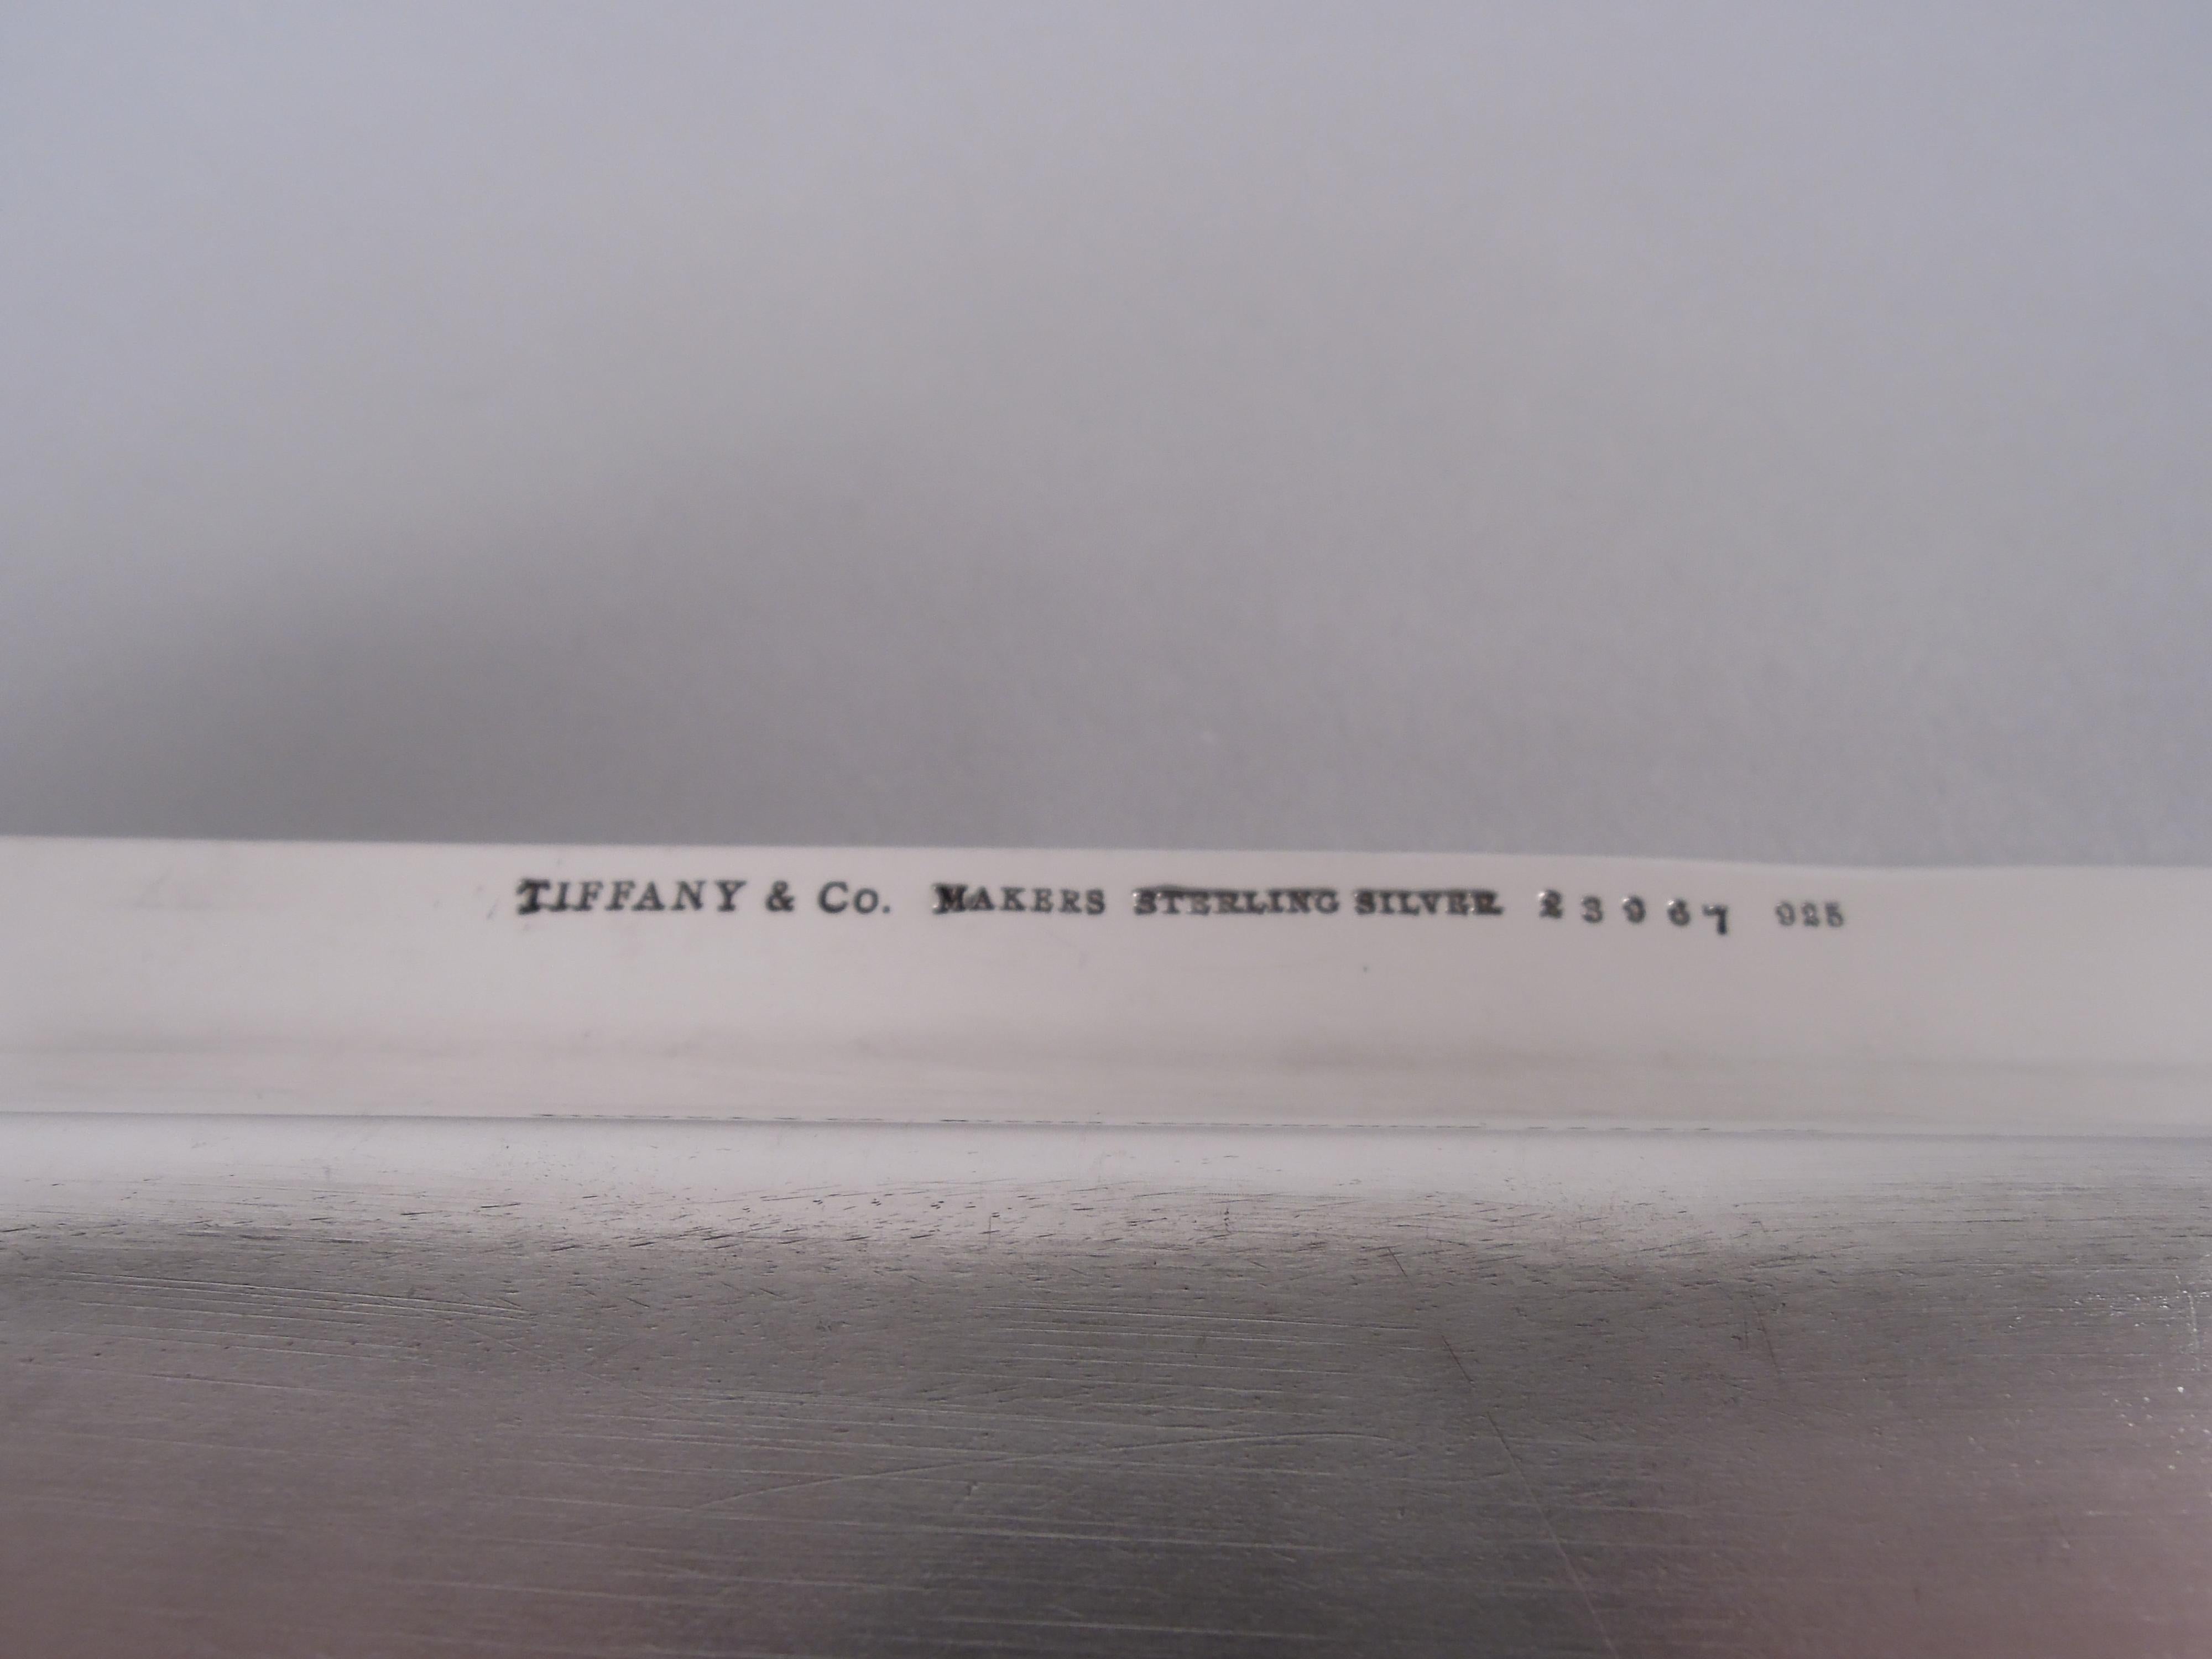 TIFFANY & Co. MAKERS STERLING SILVER 23967 925